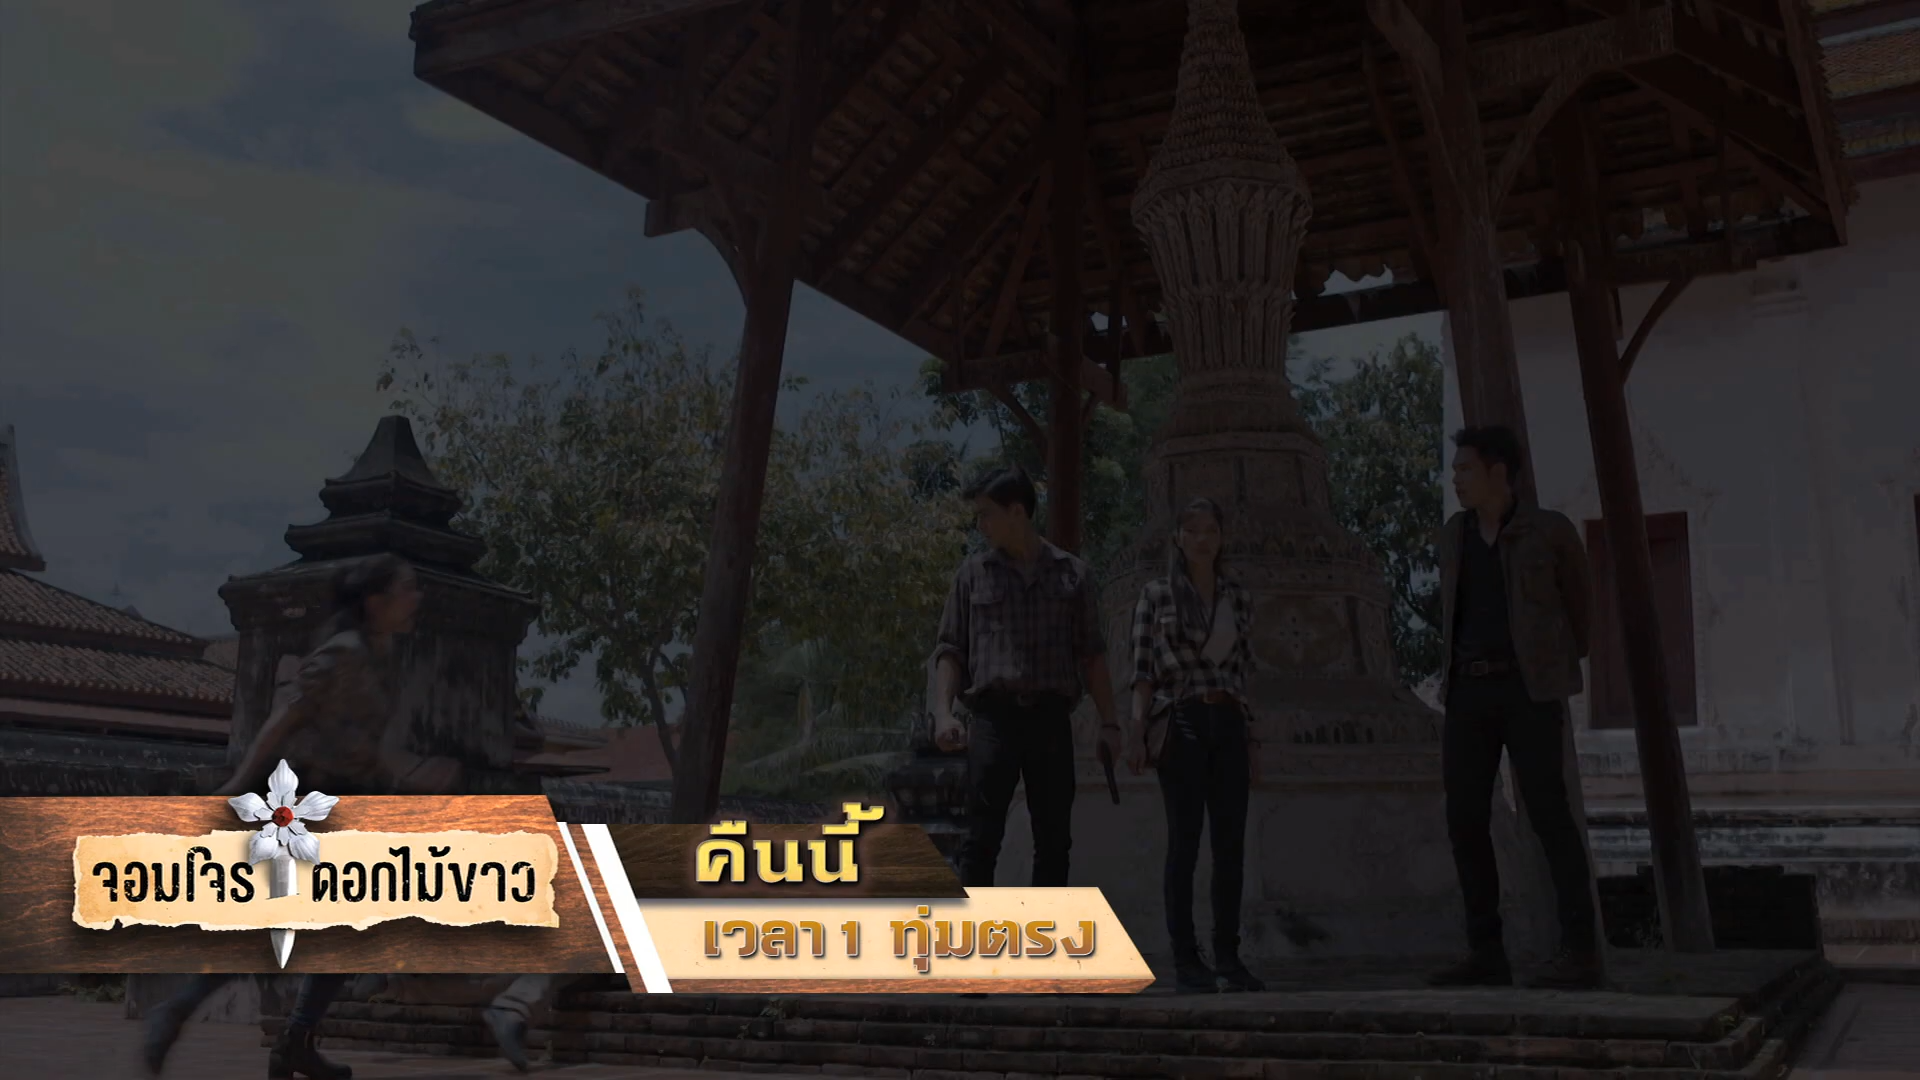 จอมโจร ดอกไม้ขาว
คืนนี้
เวลา 1 ทุ่มตรง